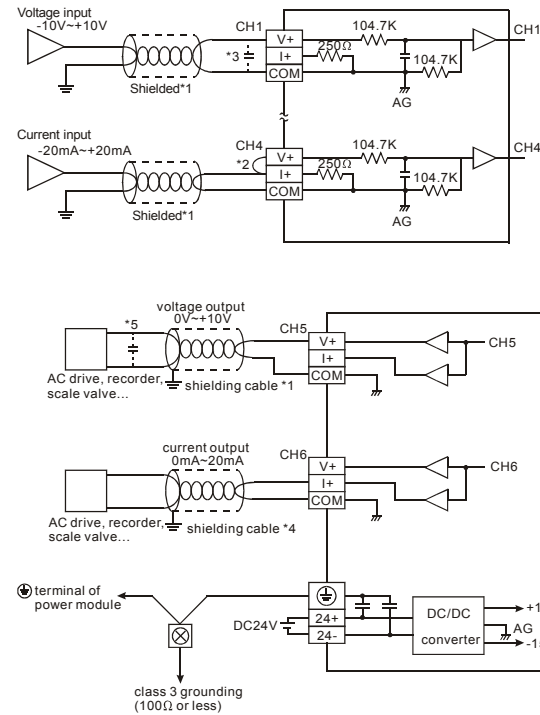 Voltage input
-10V~+10V
CH1
V+
I+
COM
*3
250Ω
104.7K
104.7K
AG
CH1
Shielded*1
Current input
-20mA~+20mA
CH4
*2
V+
I+
COM
250Ω
104.7K
104.7K
AG
CH4
Shielded*1
voltage output
0V~+10V
*5
CH5
V+
I+
COM
CH5
AC drive, recorder,
scale valve...
shielding cable *1
current output
0mA~20mA
CH6
V+
I+
COM
CH6
AC drive, recorder,
scale valve...
shielding cable *4
terminal of
power module
DC24V
24+
24-
DC/DC
converter
+1
AG
-1
class 3 grounding
(100Ω or less)